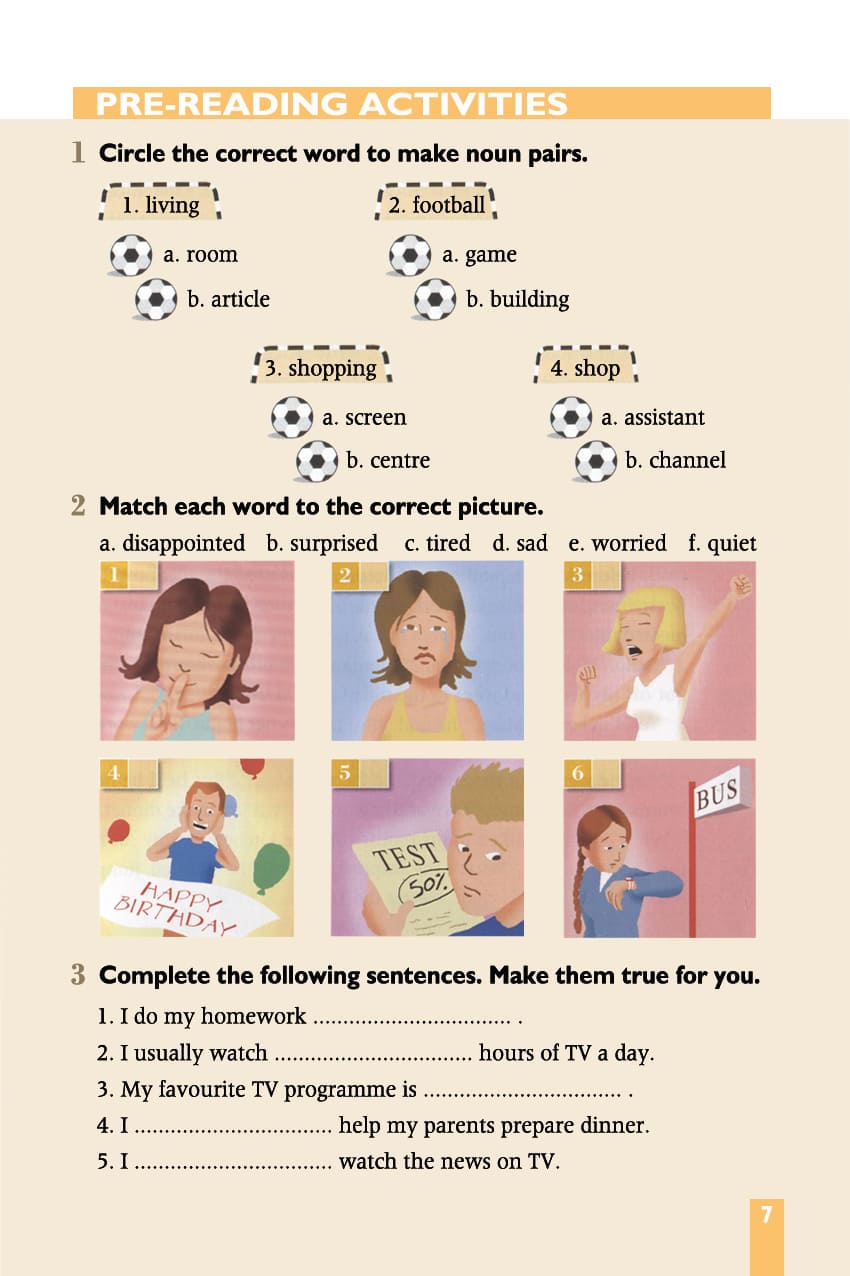 PRE-READING ACTIVITIES
1 Circle the correct word to make noun pairs.
1. living
2. football
a. room
a. game
b. article
b. building
3. shopping
4. shop
a. screen
a. assistant
b. centre
b. channel
2 Match each word to the correct picture.
a. disappointed b. surprised c. tired d. sad e. worried f. quiet
1
2
3
4
5
6
HAPPY
BIRTHDAY
TEST
50%
BUS
3 Complete the following sentences. Make them true for you.
1. I do my homework ................................. .
2. I usually watch ................................. hours of TV a day.
3. My favourite TV programme is ................................. .
4. I ................................. help my parents prepare dinner.
5. I ................................. watch the news on TV.
7